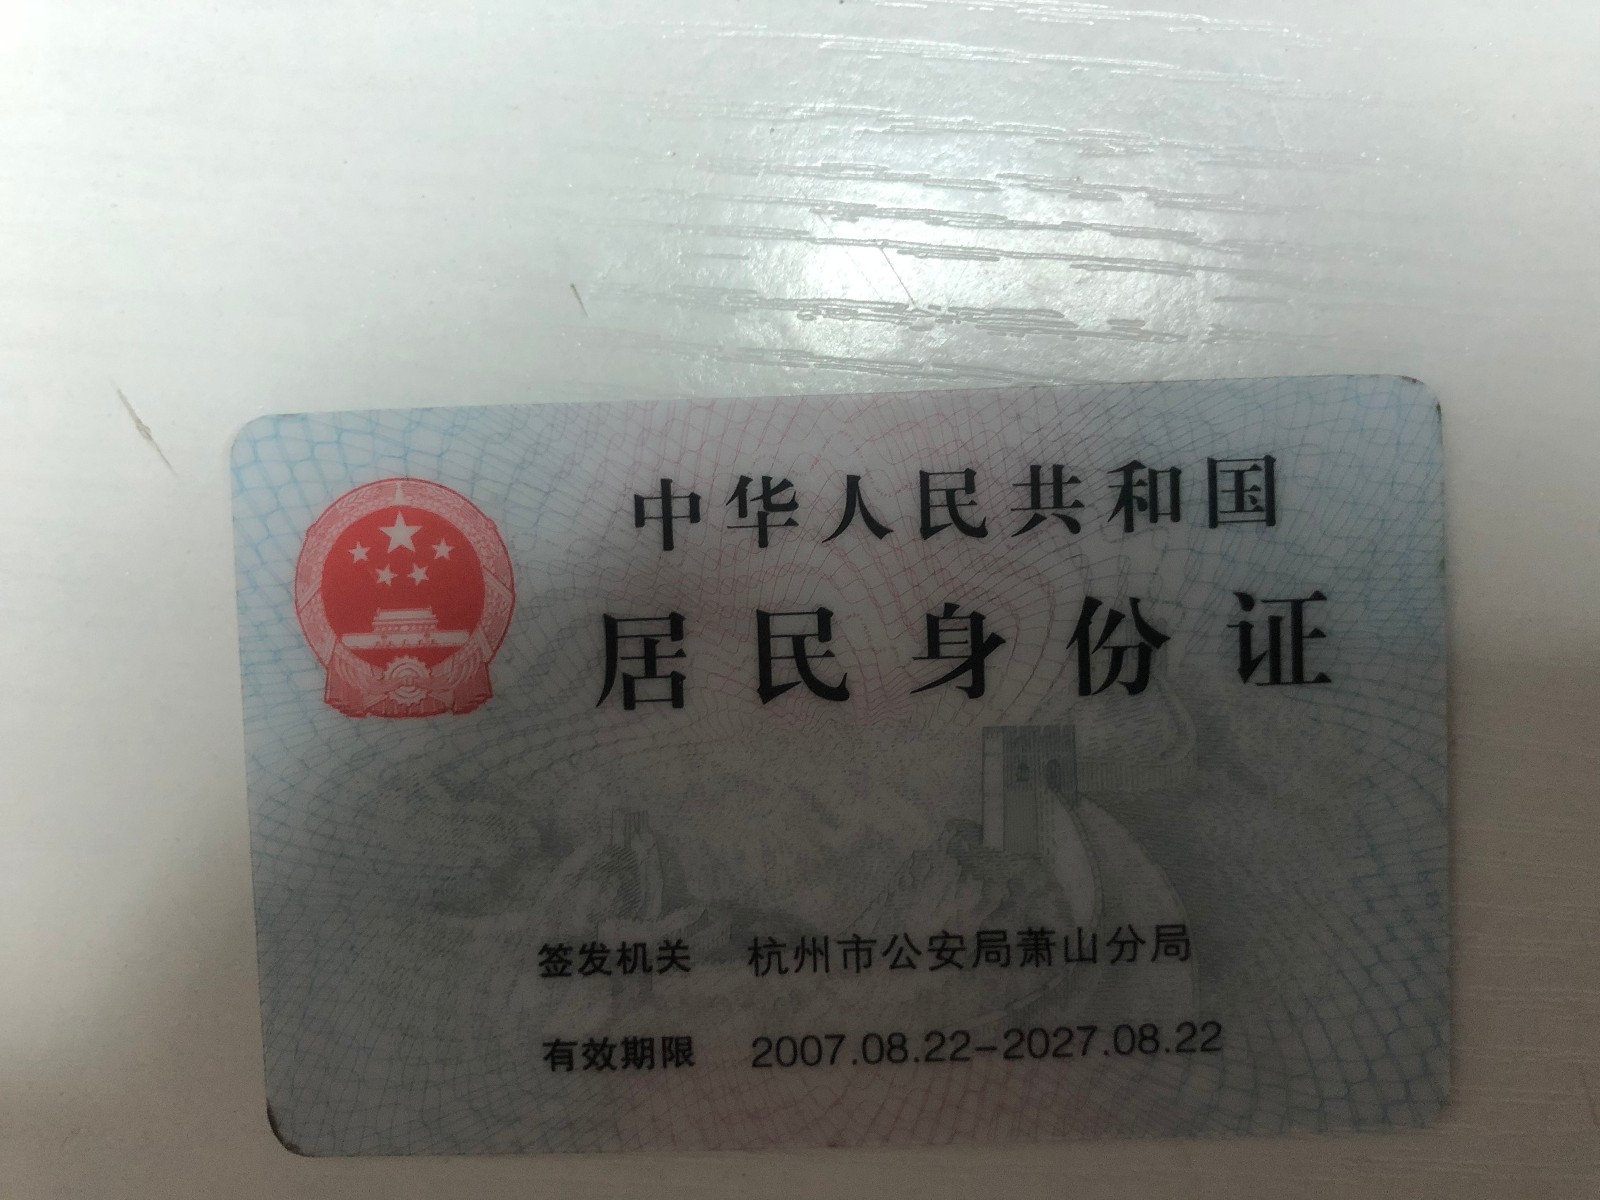 中华人民共和国
居民身份证
签发机关 杭州市公安局萧山分局
有效期限 2007.08.22-2027.08.22